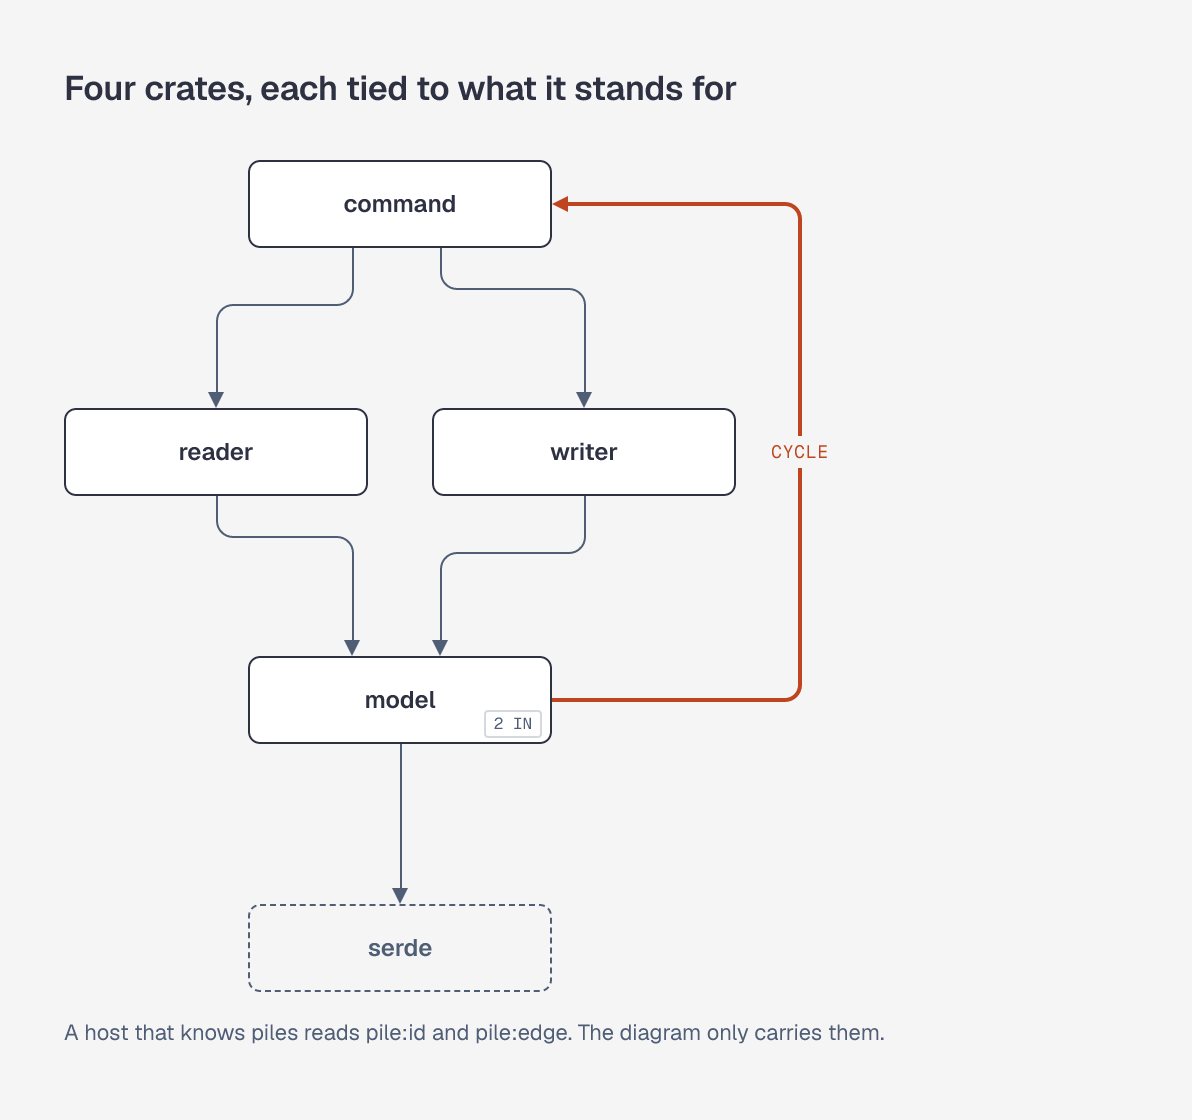 Four crates, each tied to what it stands for
command
reader
writer
CYCLE
model
2 IN
serde
A host that knows piles reads pile:id and pile:edge. The diagram only carries them.